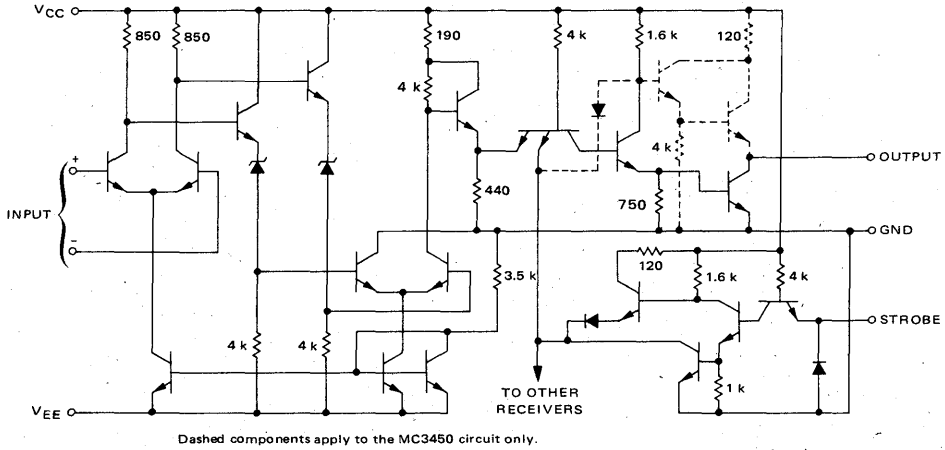 VCC
850
850
190
4 k
1.6 k
120
4 k
4 k
+
INPUT
-
440
750
OUTPUT
GND
3.5 k
120
1.6 k
4 k
STROBE
4 k
4 k
1 k
TO OTHER
RECEIVERS
VEE
Dashed components apply to the MC3450 circuit only.